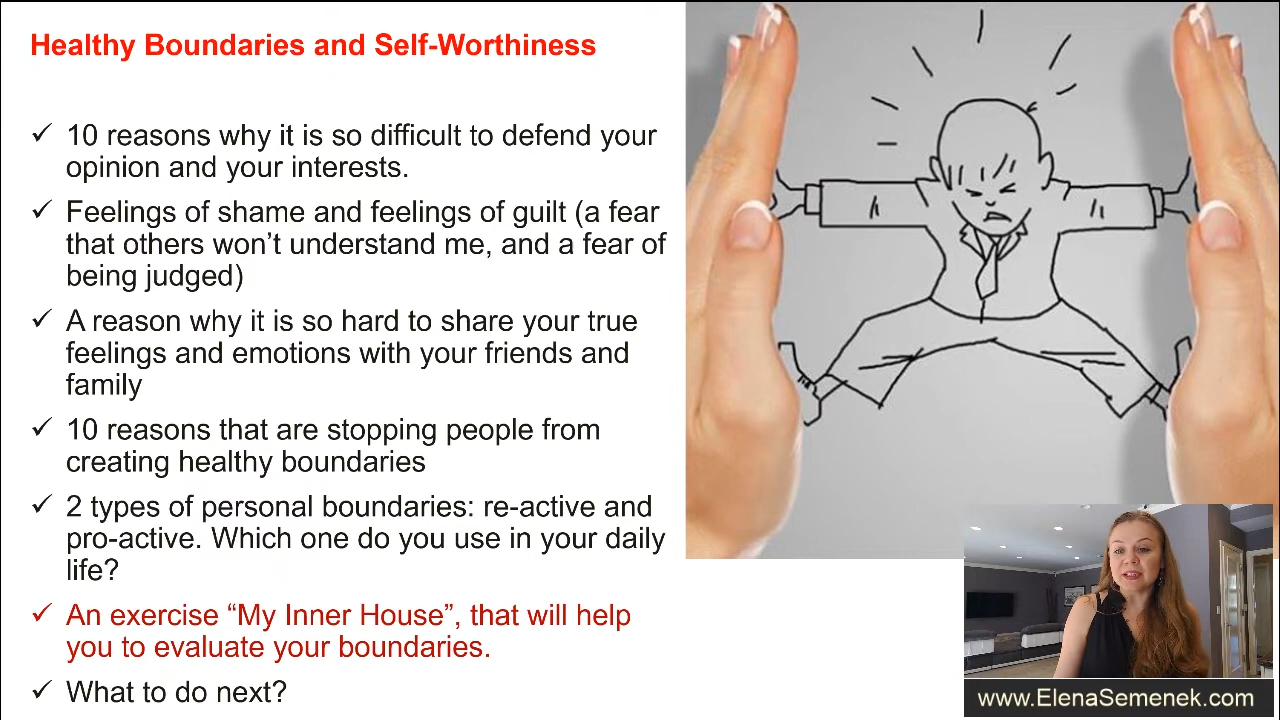 Healthy Boundaries and Self-Worthiness
✓ 10 reasons why it is so difficult to defend your
opinion and your interests.
✓ Feelings of shame and feelings of guilt (a fear
that others won’t understand me, and a fear of
being judged)
✓ A reason why it is so hard to share your true
feelings and emotions with your friends and
family
✓ 10 reasons that are stopping people from
creating healthy boundaries
✓ 2 types of personal boundaries: re-active and
pro-active. Which one do you use in your daily
life?
✓ An exercise “My Inner House”, that will help
you to evaluate your boundaries.
✓ What to do next?
www.ElenaSemenek.com